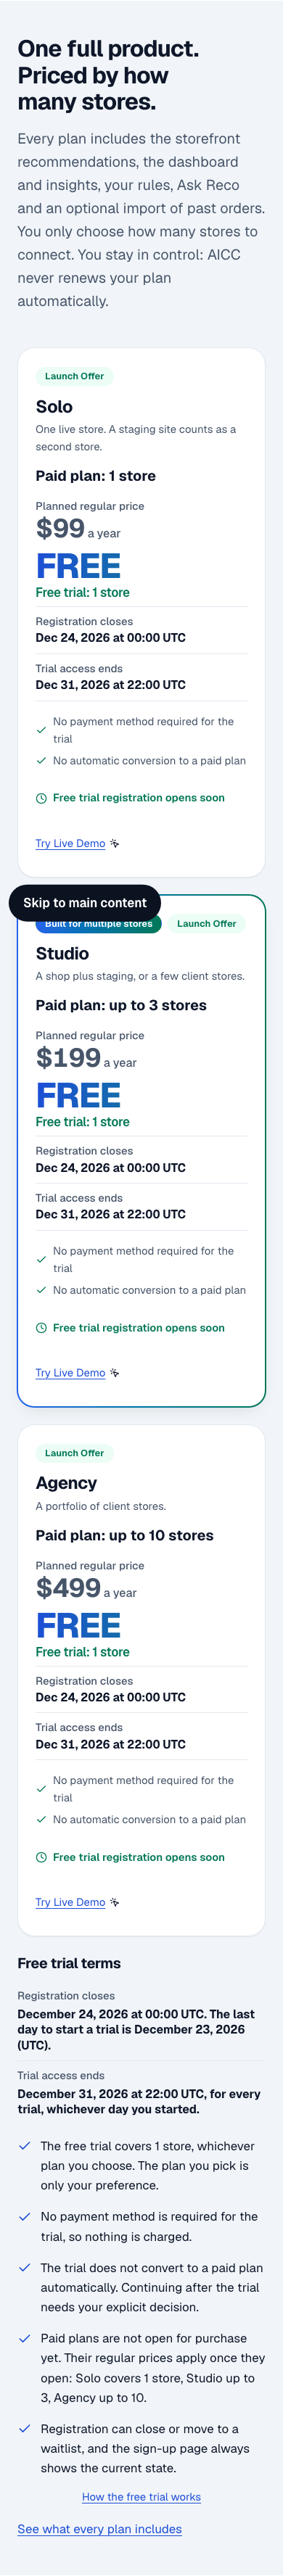 One full product.
Priced by how
many stores.
Every plan includes the storefront
recommendations, the dashboard
and insights, your rules, Ask Reco
and an optional import of past orders.
You only choose how many stores to
connect. You stay in control: AICC
never renews your plan
automatically.
Launch Offer
Solo
One live store. A staging site counts as a
second store.
Paid plan: 1 store
Planned regular price
$99 a year
FREE
Free trial: 1 store
Registration closes
Dec 24, 2026 at 00:00 UTC
Trial access ends
Dec 31, 2026 at 22:00 UTC
No payment method required for the
trial
No automatic conversion to a paid plan
Free trial registration opens soon
Try Live Demo
Skip to main content
Built for multiple stores Launch Offer
Studio
A shop plus staging, or a few client stores.
Paid plan: up to 3 stores
Planned regular price
$199 a year
FREE
Free trial: 1 store
Registration closes
Dec 24, 2026 at 00:00 UTC
Trial access ends
Dec 31, 2026 at 22:00 UTC
No payment method required for the
trial
No automatic conversion to a paid plan
Free trial registration opens soon
Try Live Demo
Launch Offer
Agency
A portfolio of client stores.
Paid plan: up to 10 stores
Planned regular price
$499 a year
FREE
Free trial: 1 store
Registration closes
Dec 24, 2026 at 00:00 UTC
Trial access ends
Dec 31, 2026 at 22:00 UTC
No payment method required for the
trial
No automatic conversion to a paid plan
Free trial registration opens soon
Try Live Demo
Free trial terms
Registration closes
December 24, 2026 at 00:00 UTC. The last
day to start a trial is December 23, 2026
(UTC).
Trial access ends
December 31, 2026 at 22:00 UTC, for every
trial, whichever day you started.
The free trial covers 1 store, whichever
plan you choose. The plan you pick is
only your preference.
No payment method is required for the
trial, so nothing is charged.
The trial does not convert to a paid plan
automatically. Continuing after the trial
needs your explicit decision.
Paid plans are not open for purchase
yet. Their regular prices apply once they
open: Solo covers 1 store, Studio up to
3, Agency up to 10.
Registration can close or move to a
waitlist, and the sign-up page always
shows the current state.
How the free trial works
See what every plan includes